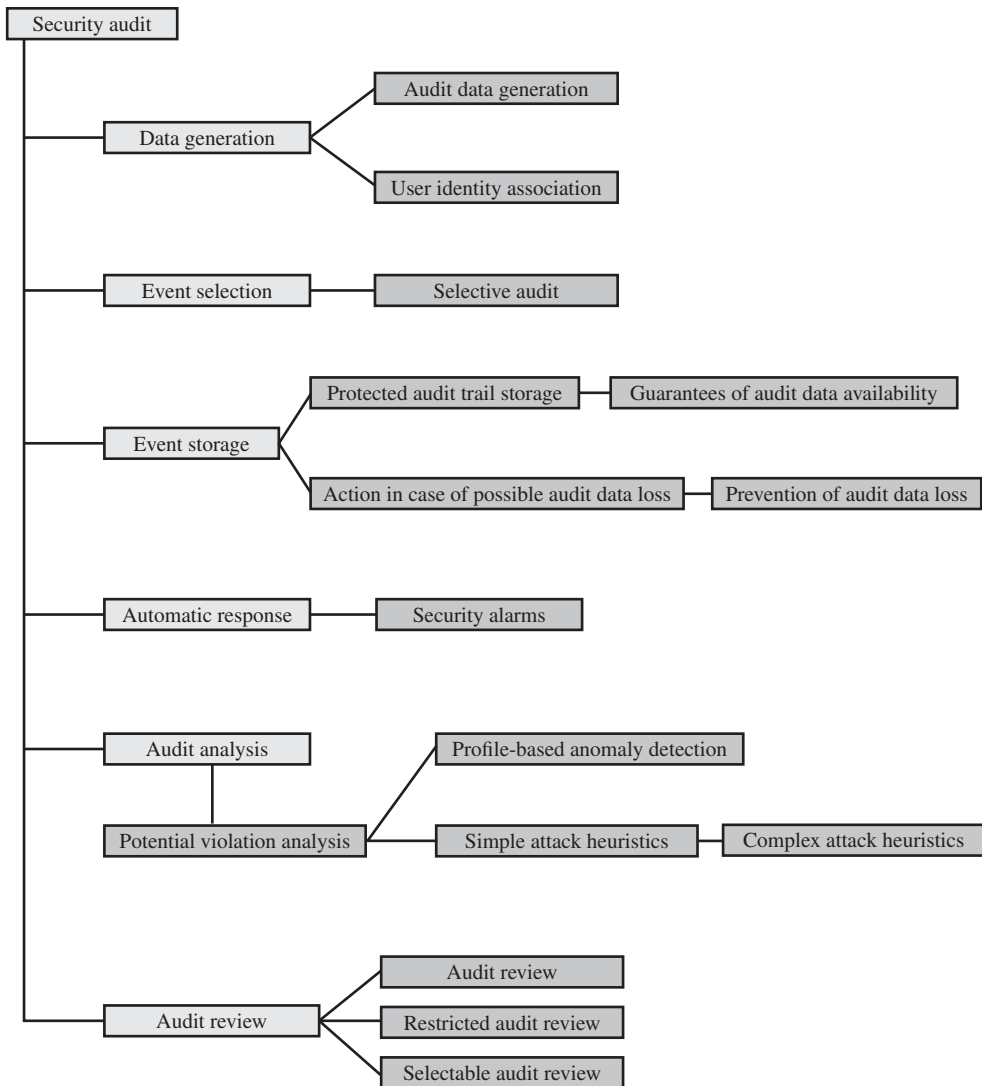 Security audit
Audit data generation
Data generation
User identity association
Event selection
Selective audit
Protected audit trail storage
Guarantees of audit data availability
Event storage
Action in case of possible audit data loss
Prevention of audit data loss
Automatic response
Security alarms
Audit analysis
Profile-based anomaly detection
Potential violation analysis
Simple attack heuristics
Complex attack heuristics
Audit review
Audit review
Restricted audit review
Selectable audit review